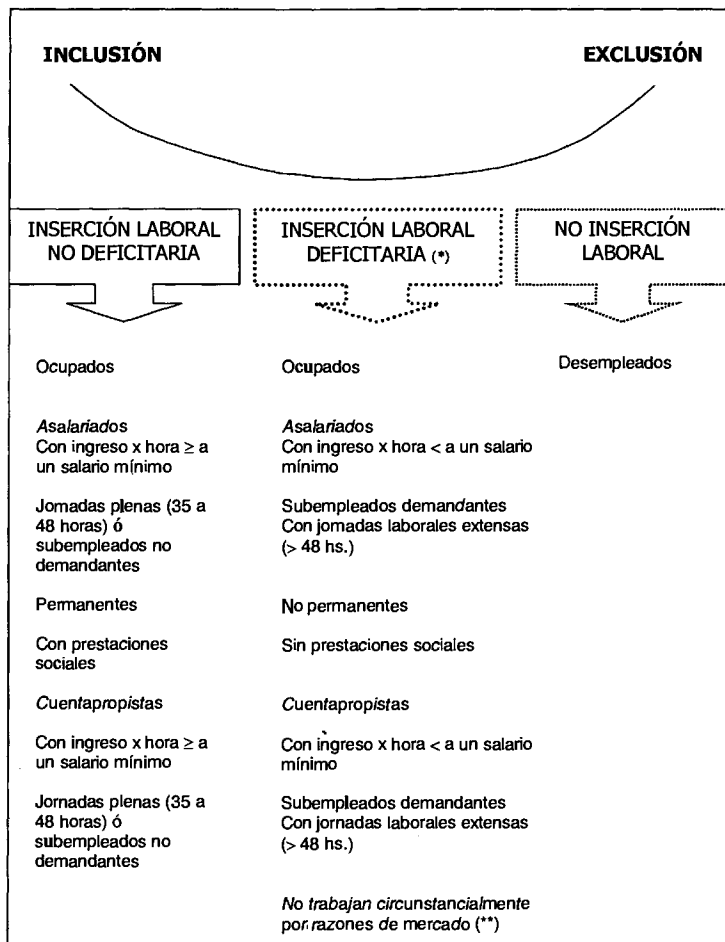 INCLUSIÓN
EXCLUSIÓN
INSERCIÓN LABORAL
NO DEFICITARIA
INSERCIÓN LABORAL
DEFICITARIA (*)
NO INSERCIÓN
LABORAL
Ocupados
Asalariados
Con ingreso x hora ≥ a
un salario mínimo
Jornadas plenas (35 a
48 horas) ó
subempleados no
demandantes
Permanentes
Con prestaciones
sociales
Cuentapropistas
Con ingreso x hora ≥ a
un salario mínimo
Jornadas plenas (35 a
48 horas) ó
subempleados no
demandantes
Ocupados
Asalariados
Con ingreso x hora < a un salario
mínimo
Subempleados demandantes
Con jornadas laborales extensas
(> 48 hs.)
No permanentes
Sin prestaciones sociales
Cuentapropistas
Con ingreso x hora < a un salario
mínimo
Subempleados demandantes
Con jornadas laborales extensas
(> 48 hs.)
No trabajan circunstancialmente
por razones de mercado (**)
Desempleados